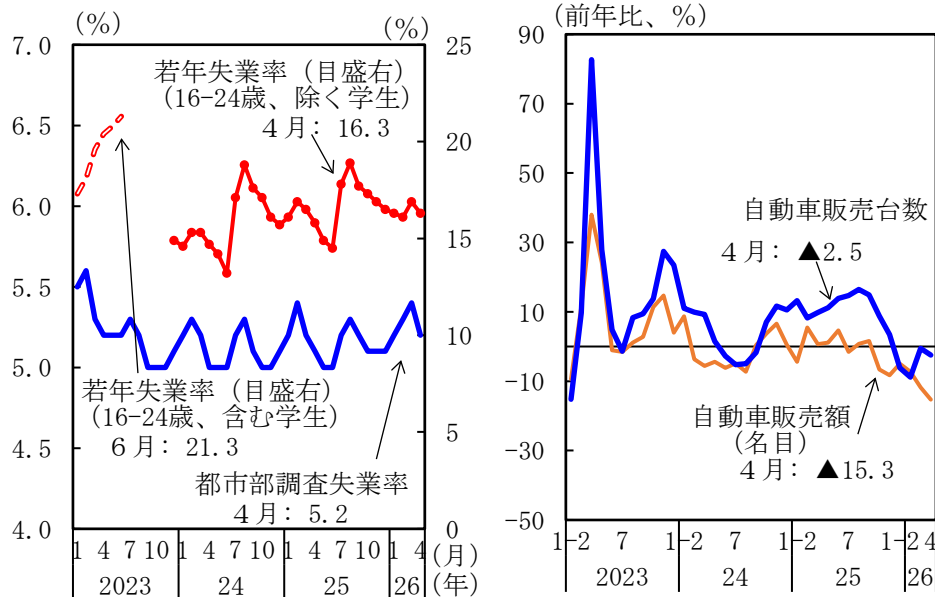 (%)
(%)
7.0
6.5
6.0
5.5
5.0
4.5
4.0
25
20
15
10
5
0
若年失業率（目盛右）
(16-24歳、除く学生)
4月: 16.3
若年失業率（目盛右）
(16-24歳、含む学生)
6月: 21.3
都市部調査失業率
4月: 5.2
1 4 7 10 1 4 7 10 1 4 7 10 1 4 (月)
2023 24 25 26 (年)
(前年比、%)
90
70
50
30
10
-10
-30
-50
自動車販売台数
4月: ▲2.5
自動車販売額
(名目)
4月: ▲15.3
1-2 7 1-2 7 1-2 7 1-2 4
2023 24 25 26